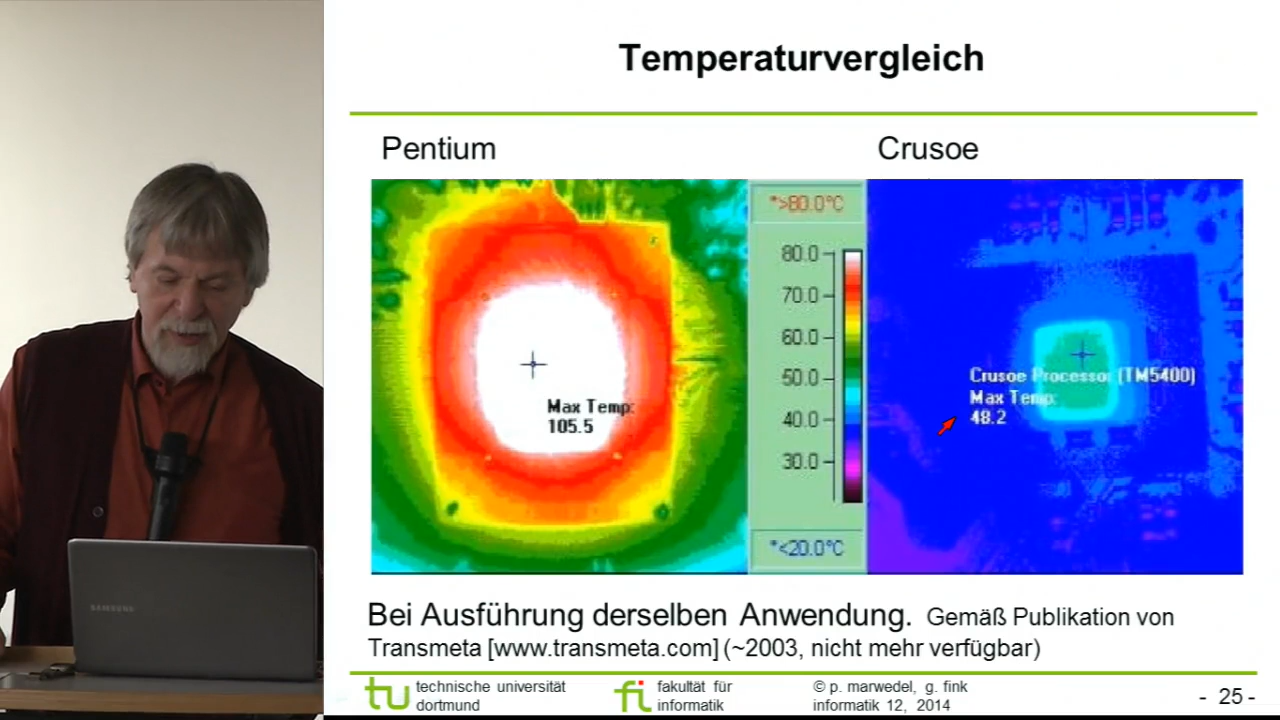 Temperaturvergleich
Pentium
Crusoe
*>80.0°C
80.0
70.0
60.0
50.0
40.0
30.0
*<20.0°C
Max Temp:
105.5
Crusoe Processor (TM5400)
Max Temp:
48.2
Bei Ausführung derselben Anwendung. Gemäß Publikation von
Transmeta [www.transmeta.com] (~2003, nicht mehr verfügbar)
tu technische universität
dortmund
fi fakultät für
informatik
© p. marwedel, g. fink
informatik 12, 2014
- 25 -
SAMSUNG